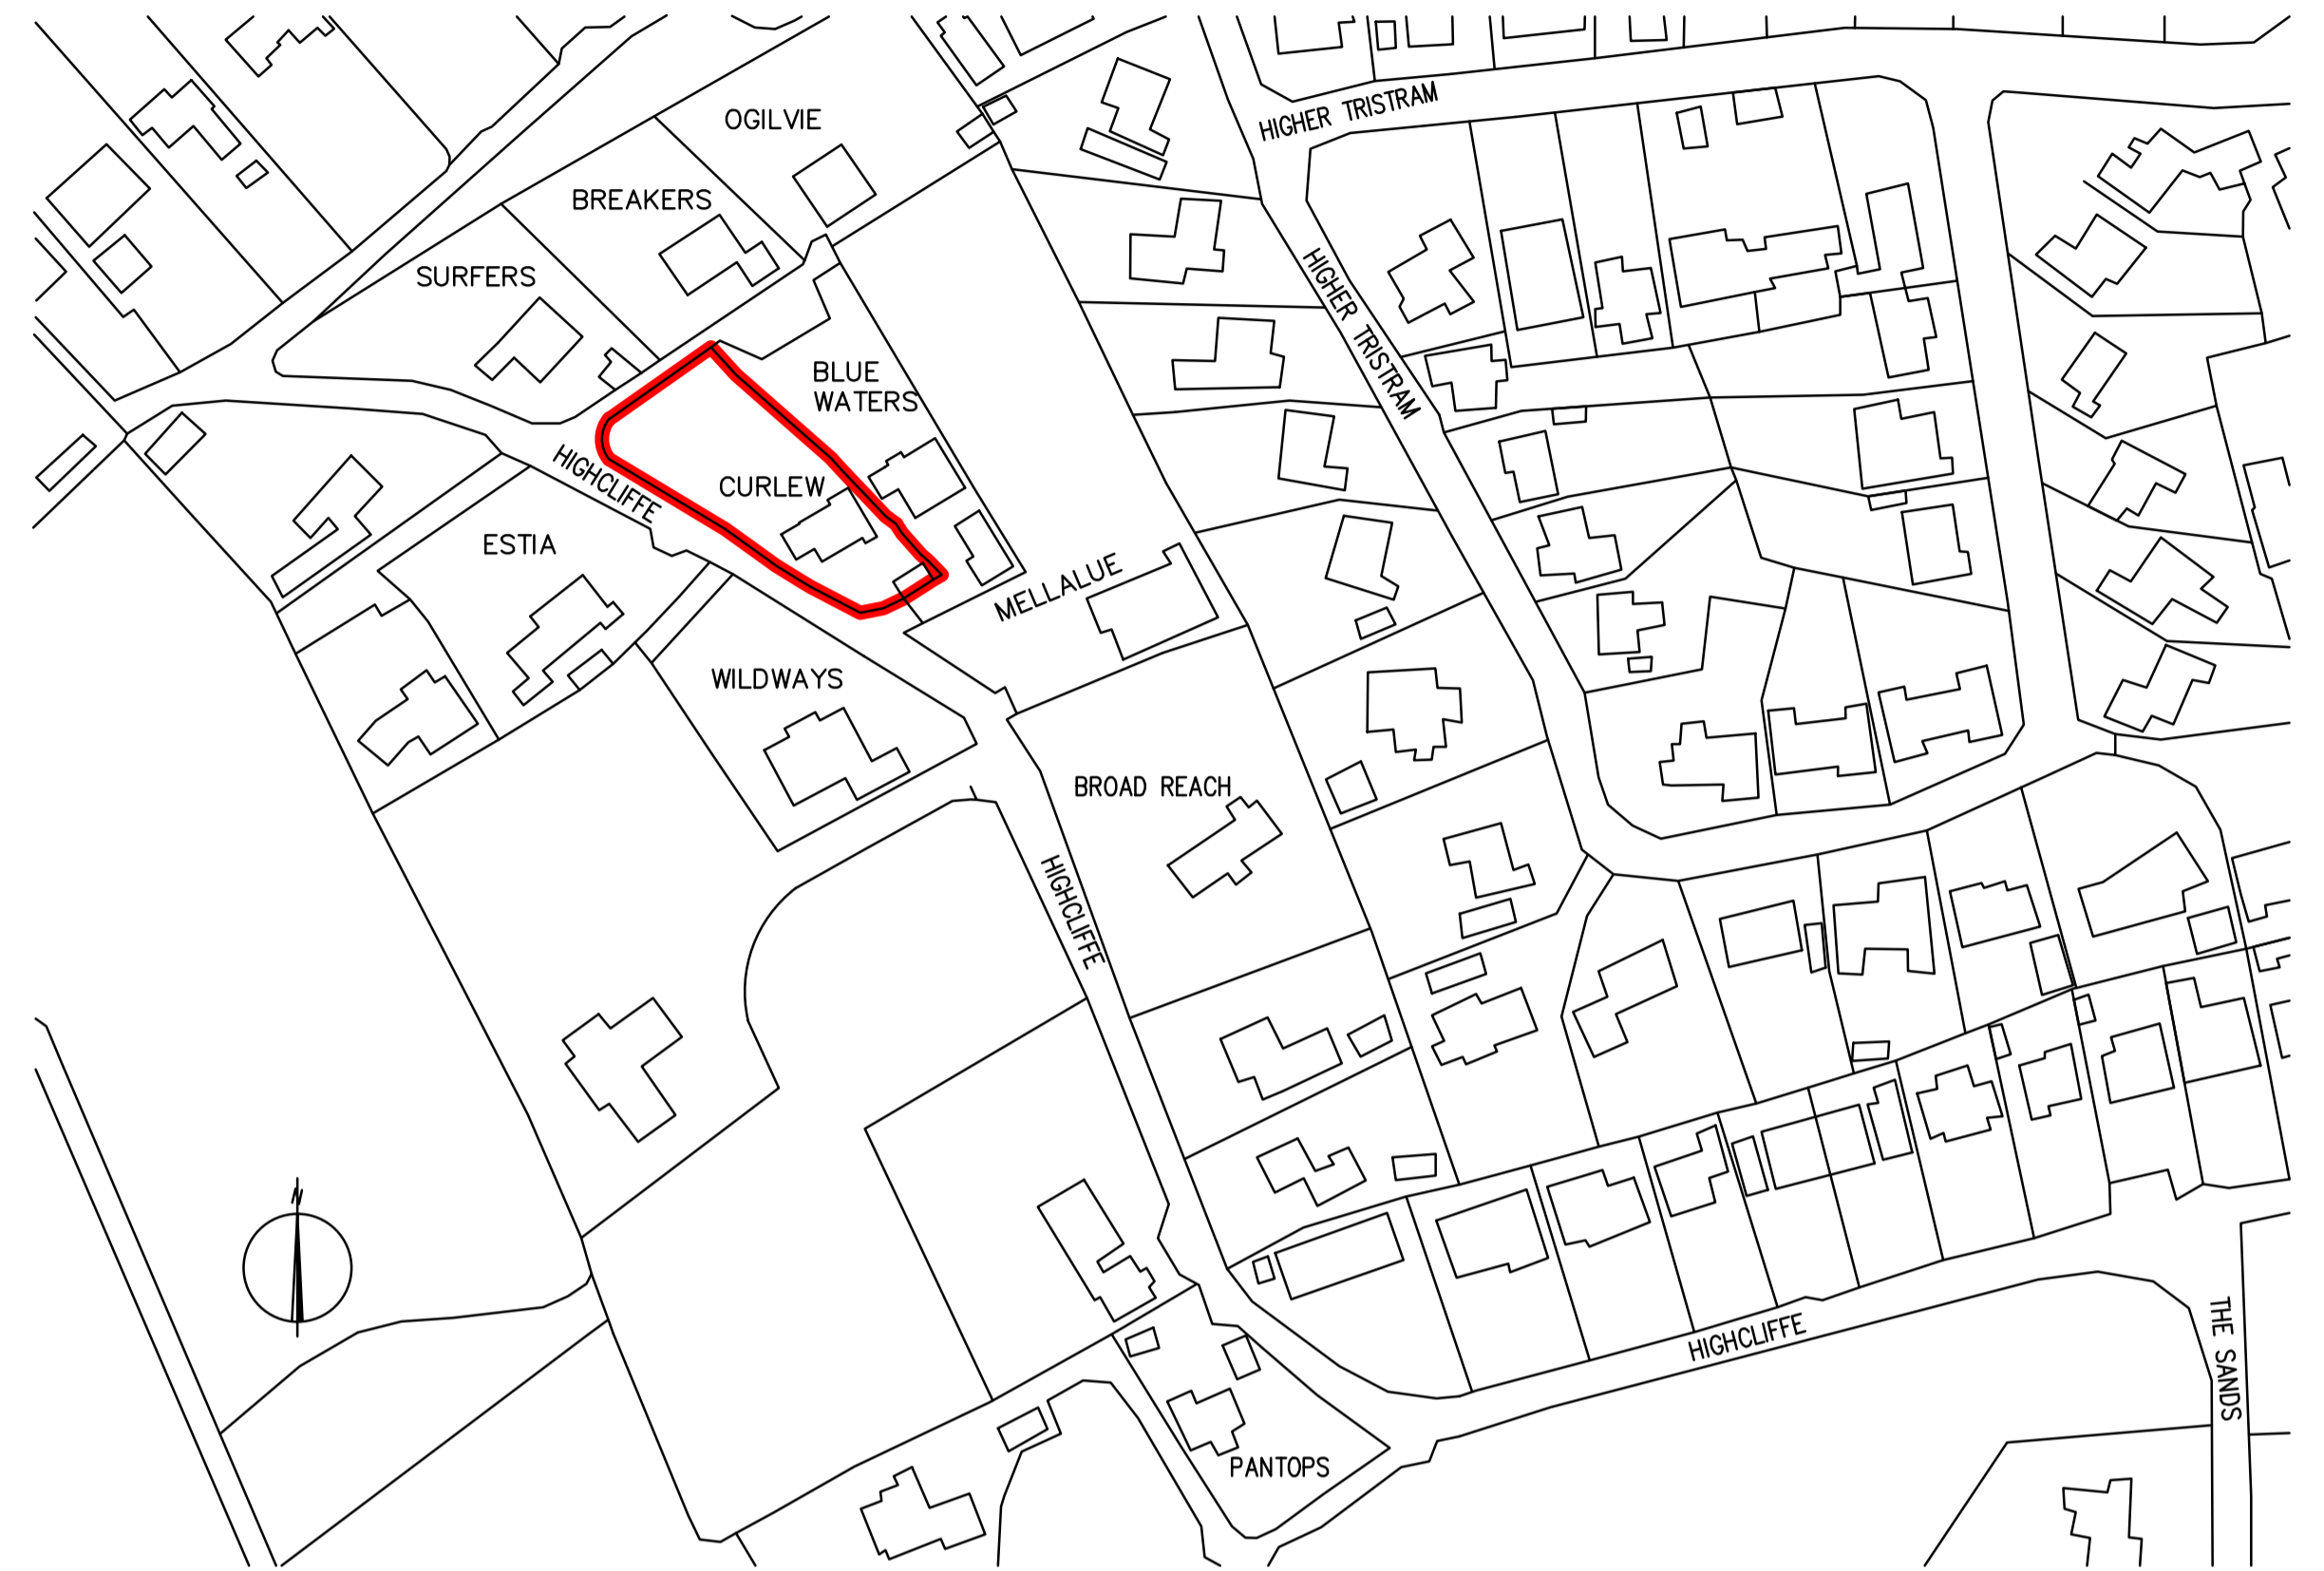 HIGHER TRISTRAM
OGILVIE
BREAKERS
SURFERS
HIGHER TRISTRAM
BLUE
WATERS
HIGHCLIFFE
CURLEW
ESTIA
MELLALUE
WILDWAYS
BROAD REACH
HIGHCLIFFE
N
THE SANDS
HIGHCLIFFE
PANTOPS